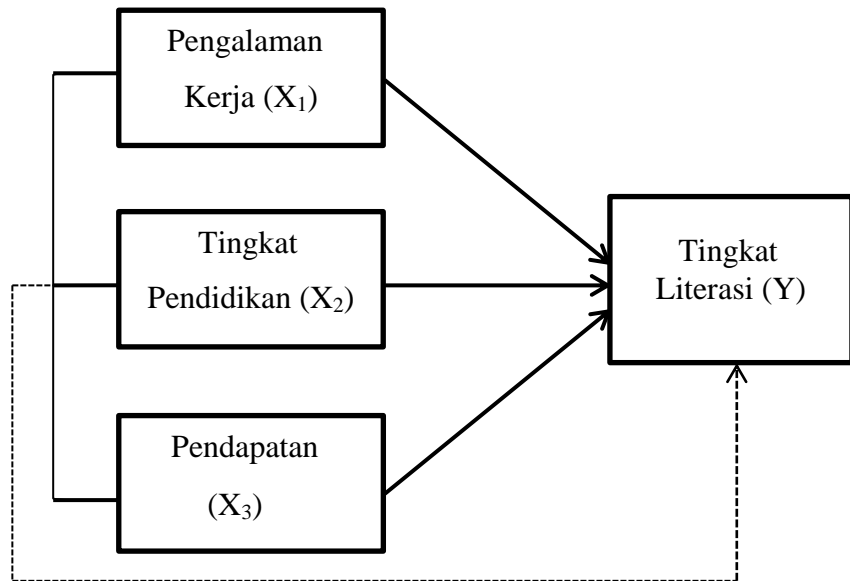 Pengalaman
Kerja (X₁)
Tingkat
Pendidikan (X₂)
Pendapatan
(X₃)
Tingkat
Literasi (Y)